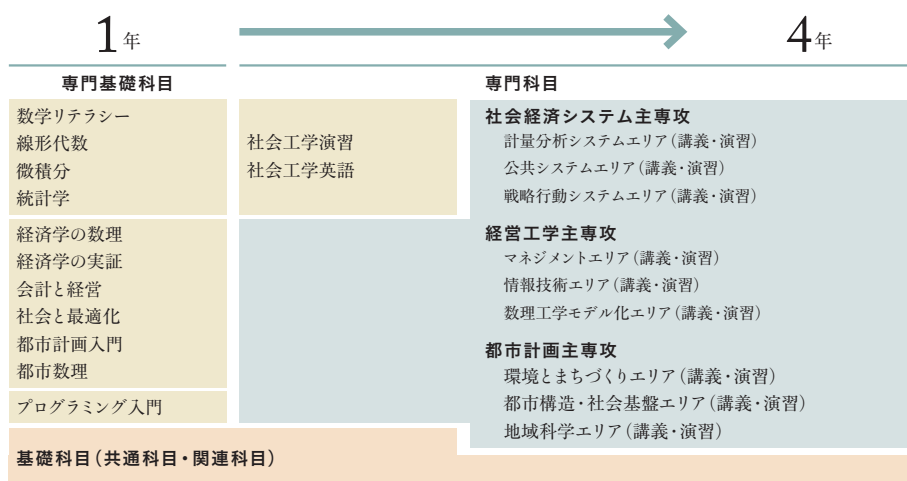 1年
4年
専門基礎科目
専門科目
数学リテラシー
線形代数
微積分
統計学
社会工学演習
社会工学英語
経済学の数理
経済学の実証
会計と経営
社会と最適化
都市計画入門
都市数理
プログラミング入門
社会経済システム主専攻
計量分析システムエリア（講義・演習）
公共システムエリア（講義・演習）
戦略行動システムエリア（講義・演習）
経営工学主専攻
マネジメントエリア（講義・演習）
情報技術エリア（講義・演習）
数理工学モデル化エリア（講義・演習）
都市計画主専攻
環境とまちづくりエリア（講義・演習）
都市構造・社会基盤エリア（講義・演習）
地域科学エリア（講義・演習）
基礎科目（共通科目・関連科目）